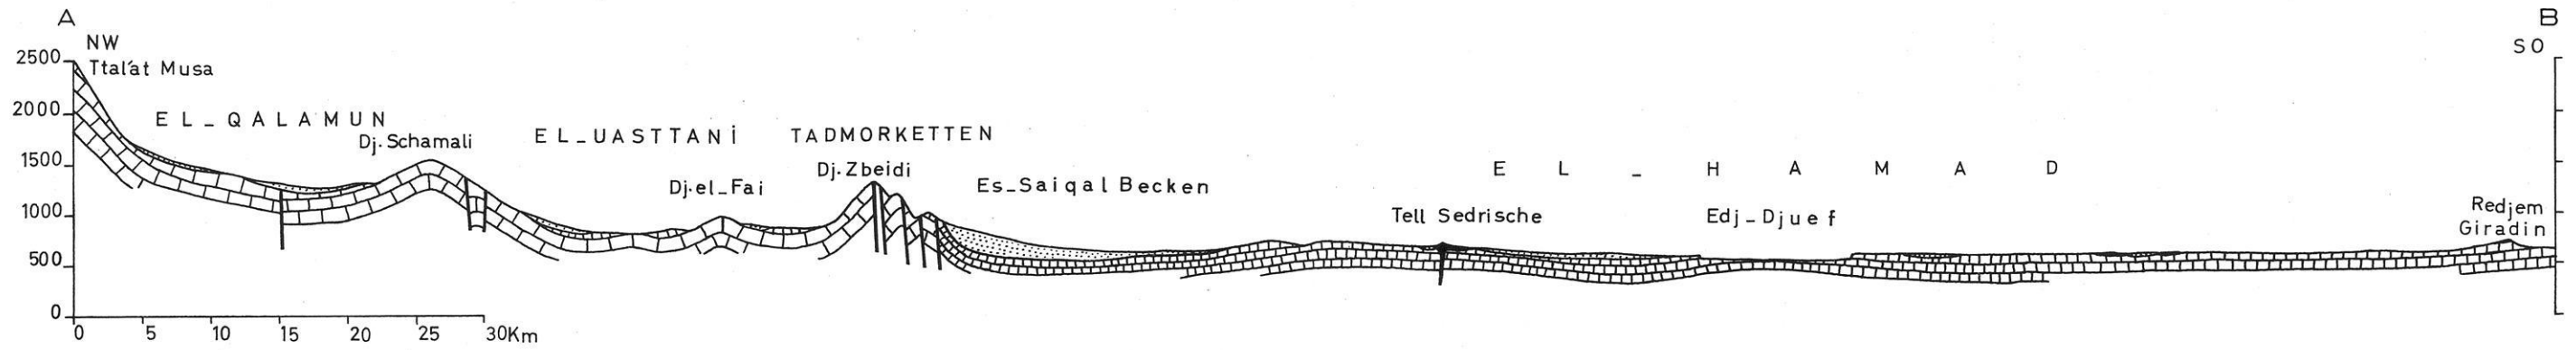 A
B
NW
SO
2500
Ttal'at Musa
2000
EL_QALAMUN
Dj. Schamali
EL_UASTTANİ
TADMORKETTEN
1500
Dj. Zbeidi
EL_HAMAD
Dj.el_Fai
Es_Saiqal Becken
1000
Tell Sedrische
Edj_Djuef
Redjem
Giradin
500
0
0 5 10 15 20 25 30Km